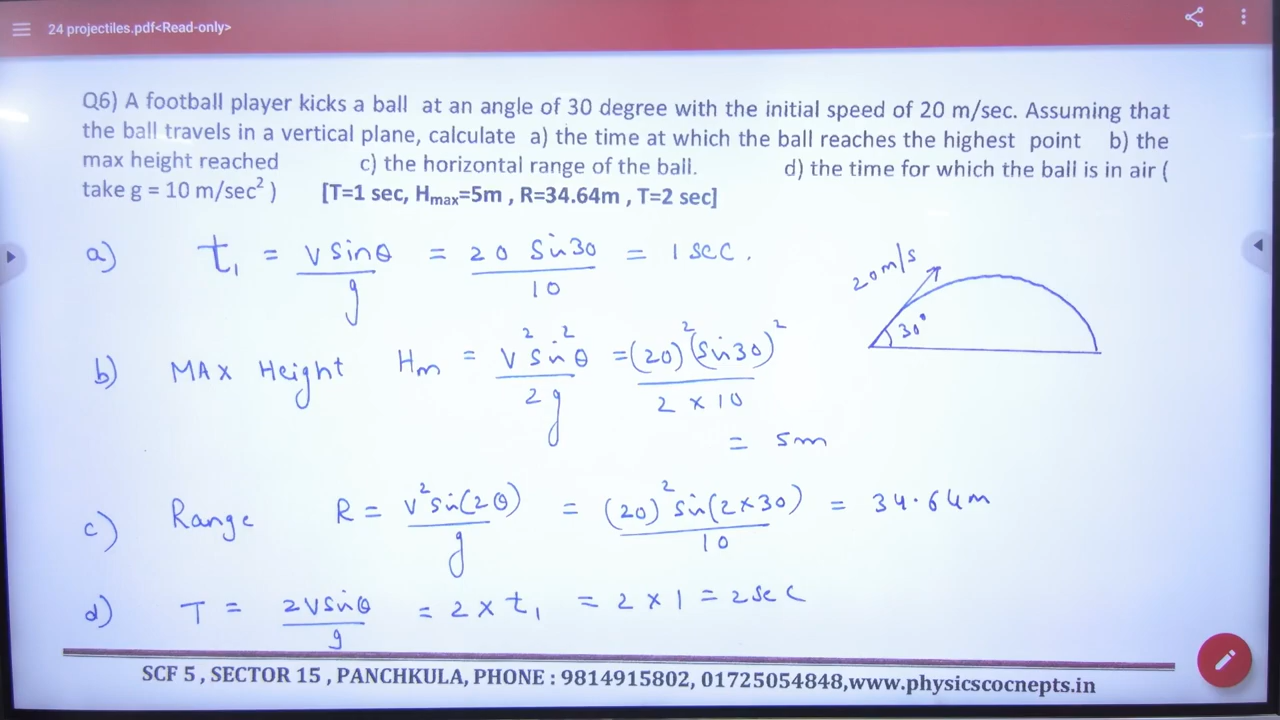 24 projectiles.pdf<Read-only>
Q6) A football player kicks a ball at an angle of 30 degree with the initial speed of 20 m/sec. Assuming that
the ball travels in a vertical plane, calculate a) the time at which the ball reaches the highest point b) the
max height reached c) the horizontal range of the ball. d) the time for which the ball is in air (
take g = 10 m/sec² ) [T=1 sec, Hmax=5m , R=34.64m , T=2 sec]
a) t₁ = v sinθ / g = 20 sin30 / 10 = 1 sec.
20 m/s
30°
b) MAX Height Hm = v² sin²θ / 2g = (20)² (sin30)² / 2 × 10
= 5m
c) Range R = v² sin(2θ) / g = (20)² sin(2×30) / 10 = 34.64m
d) T = 2vsinθ / g = 2 × t₁ = 2 × 1 = 2sec
SCF 5 , SECTOR 15 , PANCHKULA, PHONE : 9814915802, 01725054848,www.physicscocnepts.in